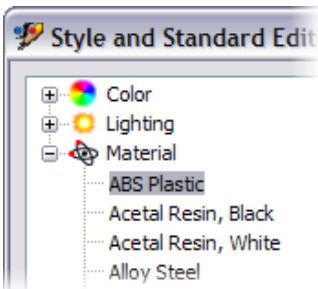 Style and Standard Edit
Color
Lighting
Material
ABS Plastic
Acetal Resin, Black
Acetal Resin, White
Alloy Steel